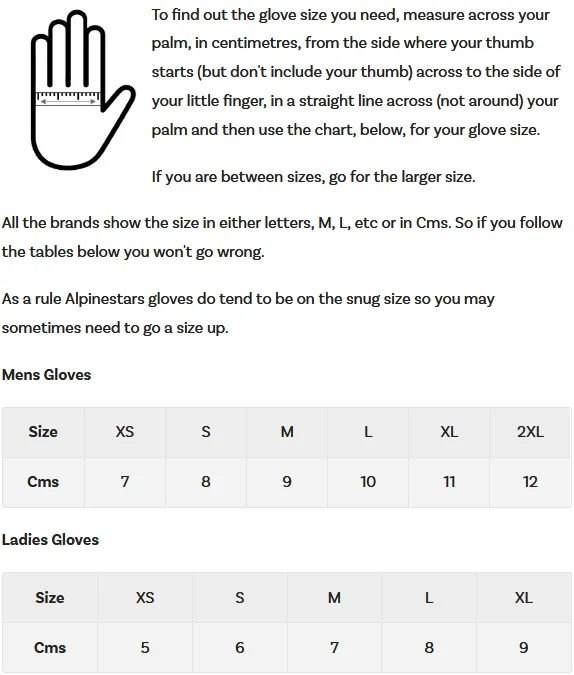 To find out the glove size you need, measure across your
palm, in centimetres, from the side where your thumb
starts (but don't include your thumb) across to the side of
your little finger, in a straight line across (not around) your
palm and then use the chart, below, for your glove size.
If you are between sizes, go for the larger size.
All the brands show the size in either letters, M, L, etc or in Cms. So if you follow
the tables below you won't go wrong.
As a rule Alpinestars gloves do tend to be on the snug size so you may
sometimes need to go a size up.
Mens Gloves
Size XS S M L XL 2XL
Cms 7 8 9 10 11 12
Ladies Gloves
Size XS S M L XL
Cms 5 6 7 8 9